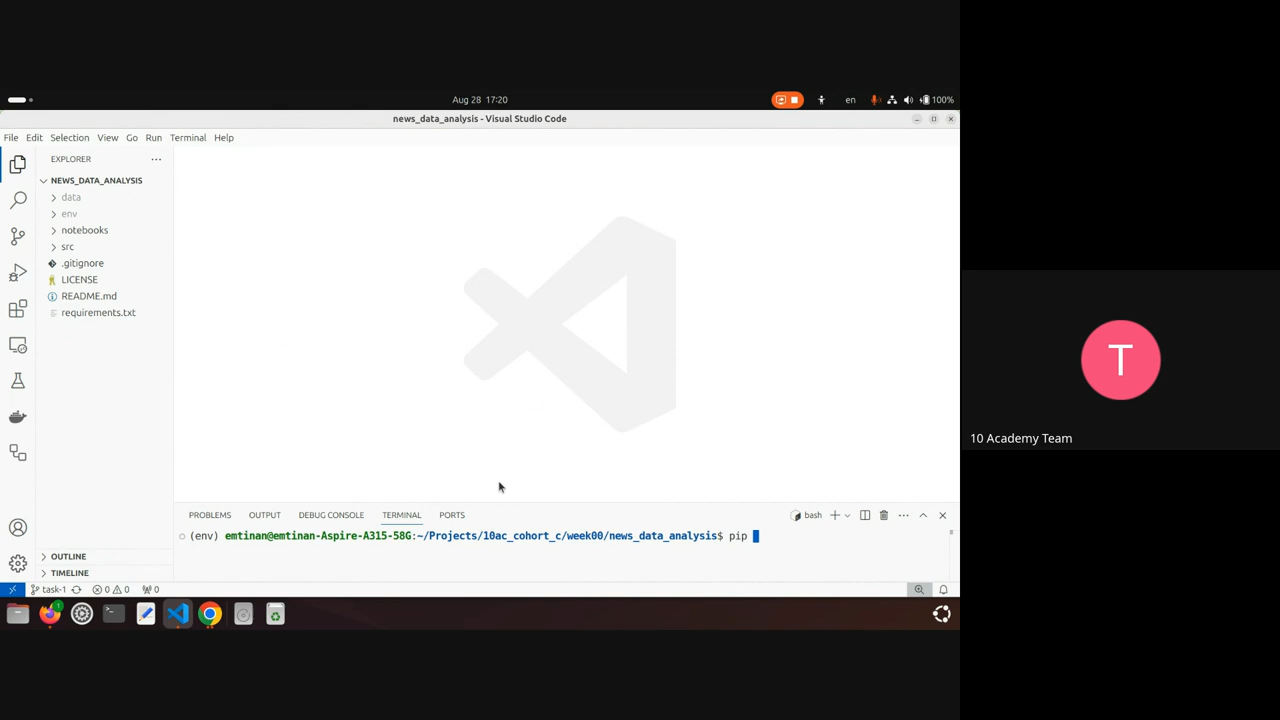 Aug 28 17:20
en
100%
news_data_analysis - Visual Studio Code
File Edit Selection View Go Run Terminal Help
EXPLORER
NEWS_DATA_ANALYSIS
data
env
notebooks
src
.gitignore
LICENSE
README.md
requirements.txt
OUTLINE
TIMELINE
PROBLEMS OUTPUT DEBUG CONSOLE TERMINAL PORTS
bash
(env) emtinan@emtinan-Aspire-A315-58G:~/Projects/10ac_cohort_c/week00/news_data_analysis$ pip
task-1 0 0 0
1
T
10 Academy Team